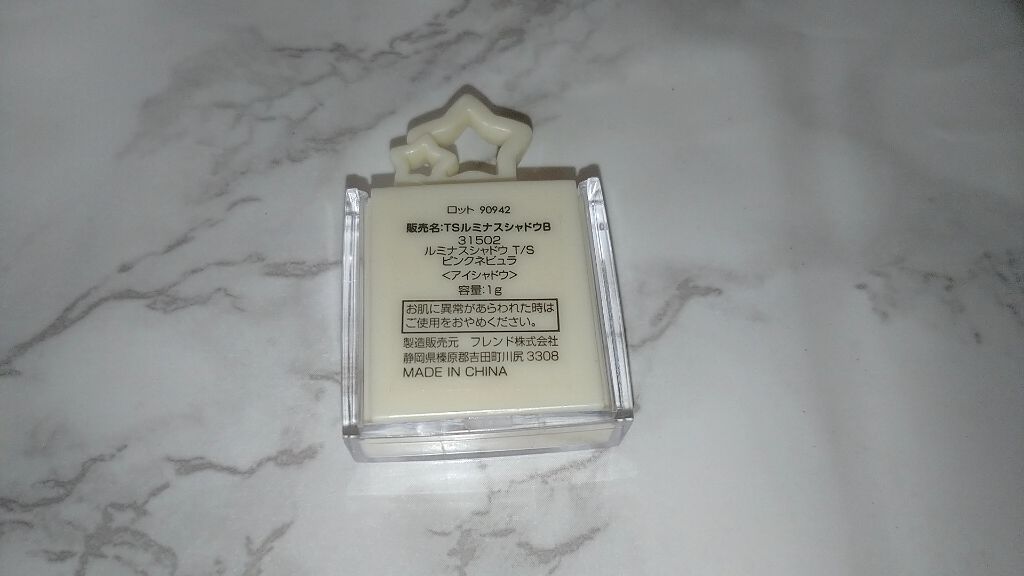 ロット 90942
販売名:TSルミナスシャドウB
31502
ルミナスシャドウ T/S
ピンクネビュラ
<アイシャドウ>
容量:1g
お肌に異常があらわれた時は
ご使用をおやめください。
製造販売元 フレンド株式会社
静岡県榛原郡吉田町川尻 3308
MADE IN CHINA